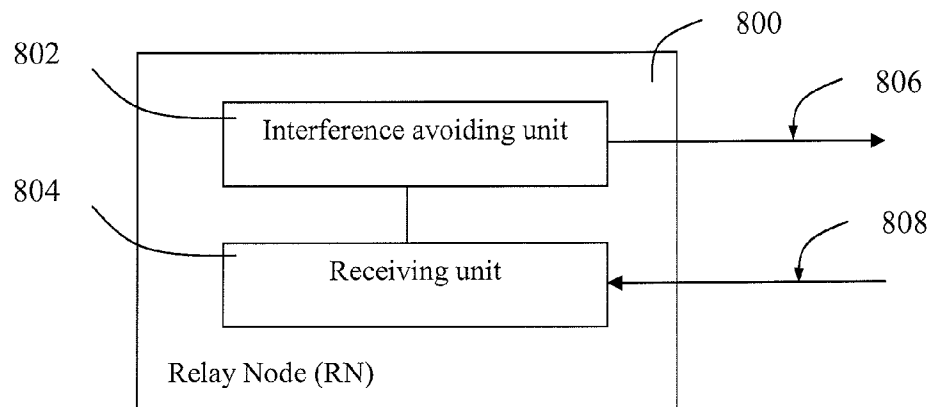 800
802
806
Interference avoiding unit
804
808
Receiving unit
Relay Node (RN)